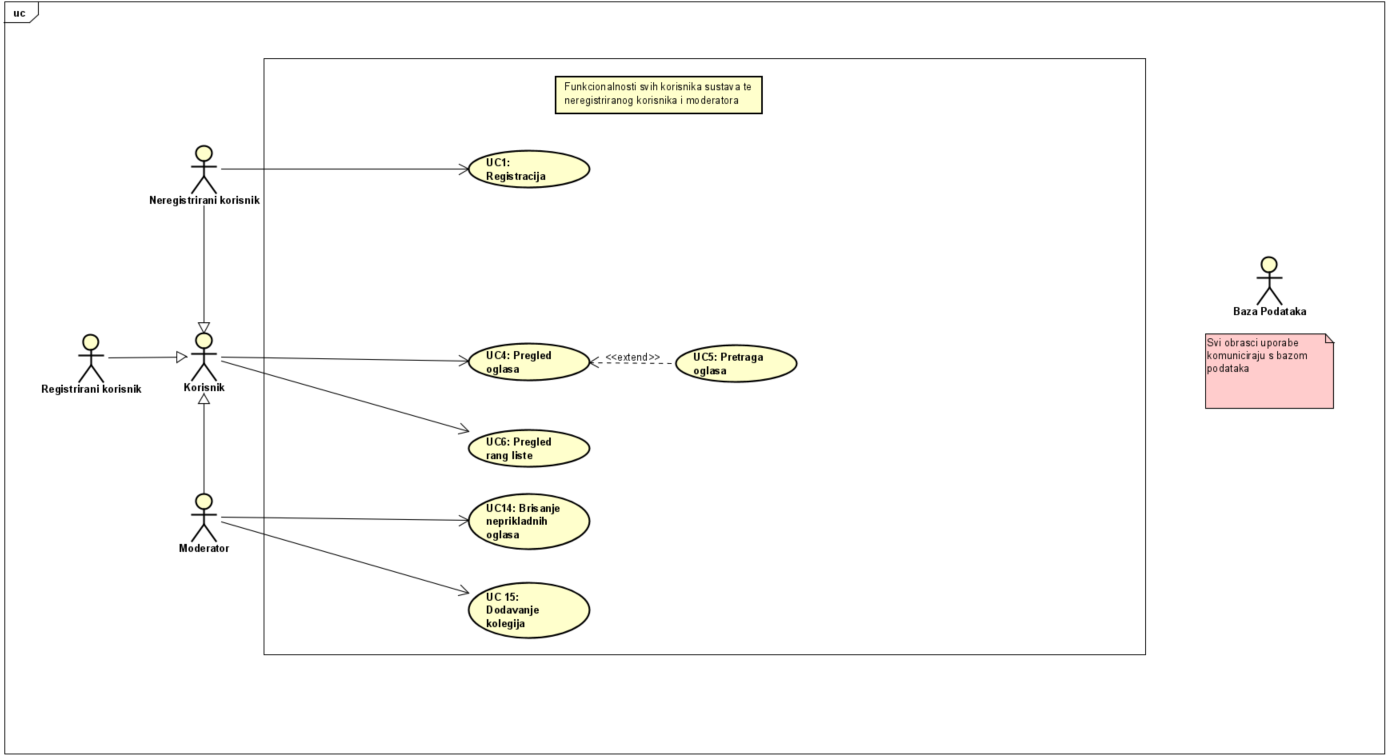 uc
Funkcionalnosti svih korisnika sustava te
neregistriranog korisnika i moderatora
UC1:
Registracija
Neregistrirani korisnik
Baza Podataka
Svi obrasci uporabe
komuniciraju s bazom
podataka
Registrirani korisnik
Korisnik
UC4: Pregled
oglasa
<<extend>>
UC5: Pretraga
oglasa
UC6: Pregled
rang liste
Moderator
UC14: Brisanje
neprikladnih
oglasa
UC 15:
Dodavanje
kolegija